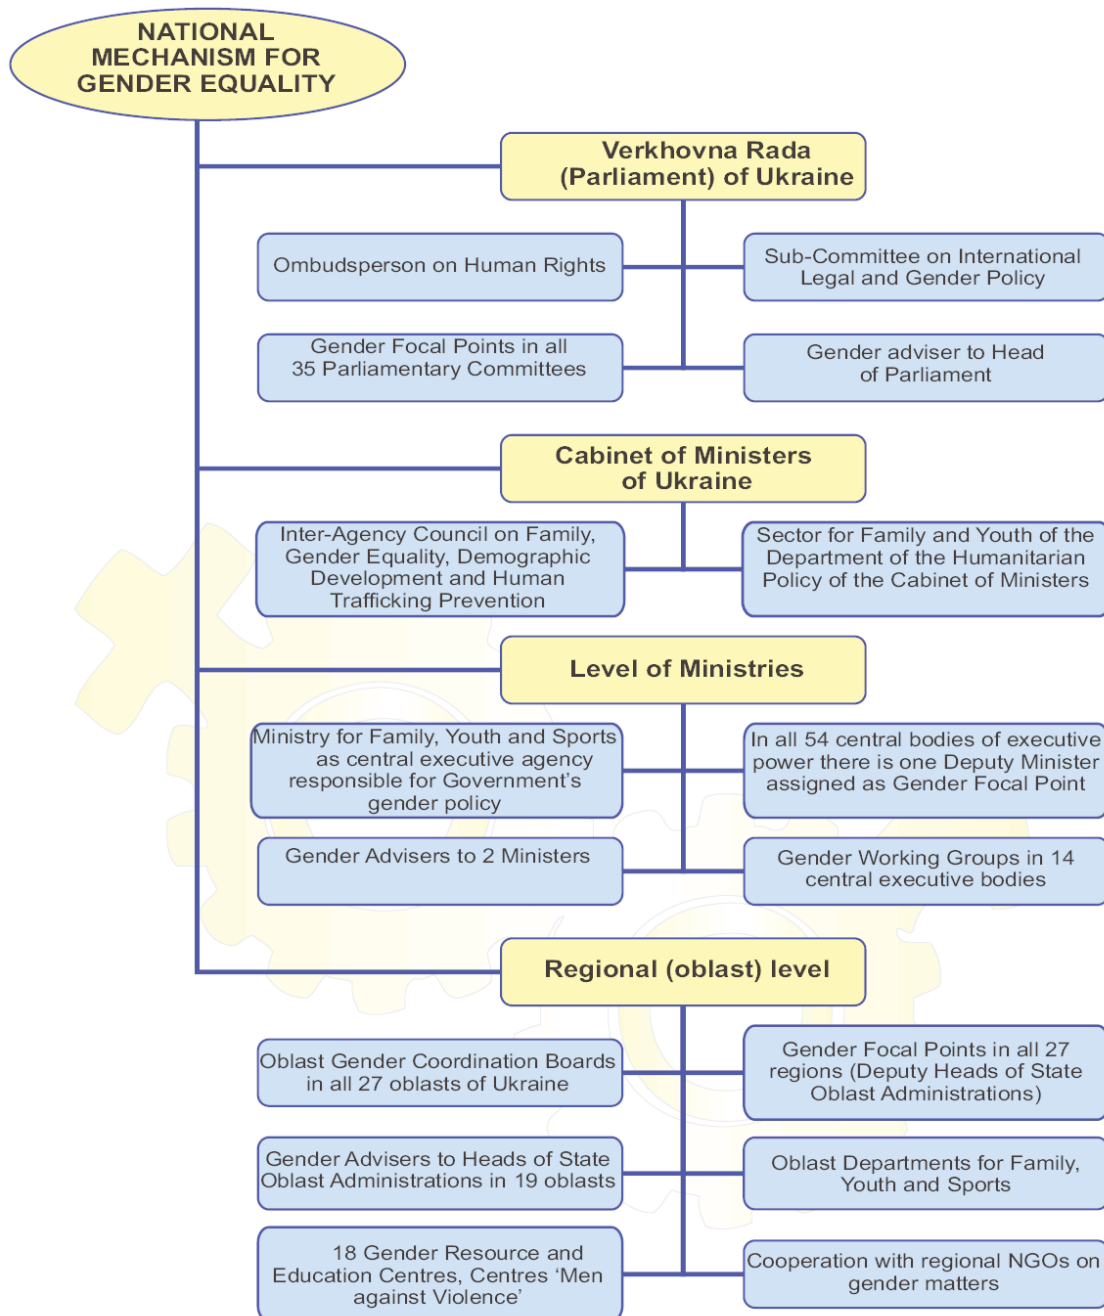 NATIONAL
MECHANISM FOR
GENDER EQUALITY
Verkhovna Rada
(Parliament) of Ukraine
Ombudsperson on Human Rights
Sub-Committee on International
Legal and Gender Policy
Gender Focal Points in all
35 Parliamentary Committees
Gender adviser to Head
of Parliament
Cabinet of Ministers
of Ukraine
Inter-Agency Council on Family,
Gender Equality, Demographic
Development and Human
Trafficking Prevention
Sector for Family and Youth of the
Department of the Humanitarian
Policy of the Cabinet of Ministers
Level of Ministries
Ministry for Family, Youth and Sports
as central executive agency
responsible for Government’s
gender policy
In all 54 central bodies of executive
power there is one Deputy Minister
assigned as Gender Focal Point
Gender Advisers to 2 Ministers
Gender Working Groups in 14
central executive bodies
Regional (oblast) level
Oblast Gender Coordination Boards
in all 27 oblasts of Ukraine
Gender Focal Points in all 27
regions (Deputy Heads of State
Oblast Administrations)
Gender Advisers to Heads of State
Oblast Administrations in 19 oblasts
Oblast Departments for Family,
Youth and Sports
18 Gender Resource and
Education Centres, Centres ‘Men
against Violence’
Cooperation with regional NGOs on
gender matters